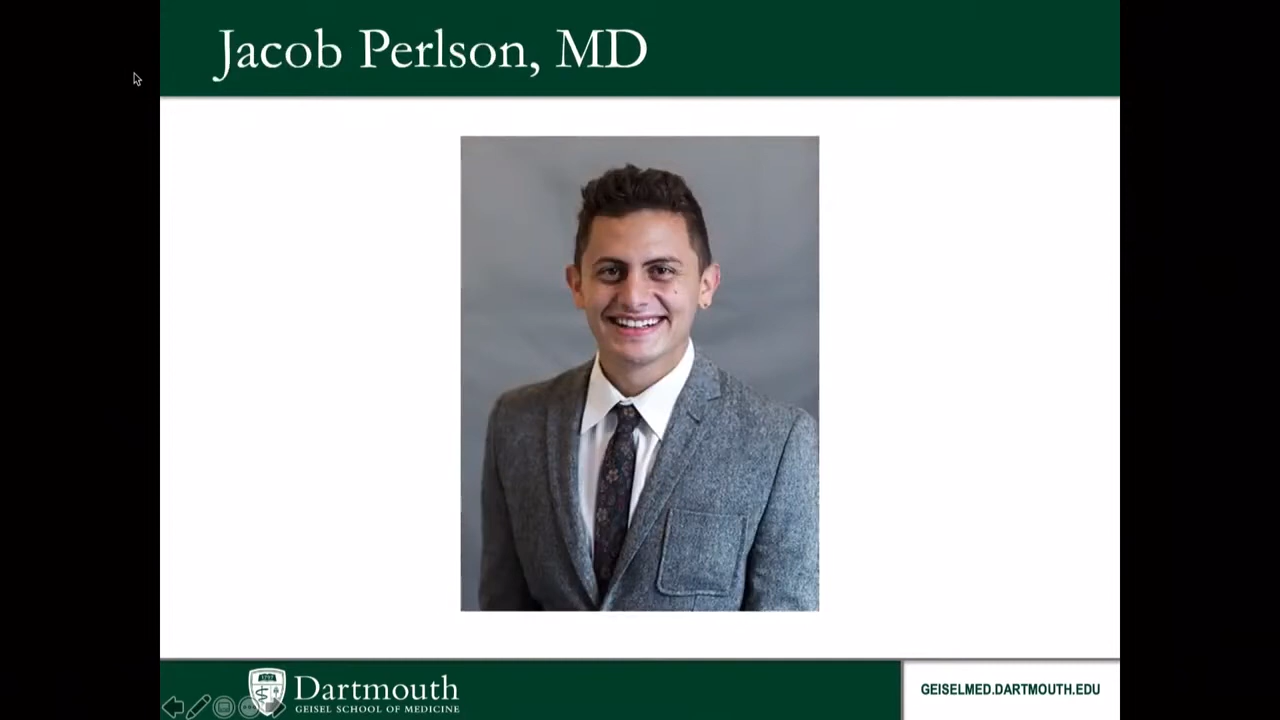 Jacob Perlson, MD
Dartmouth
GEISEL SCHOOL OF MEDICINE
GEISELMED.DARTMOUTH.EDU